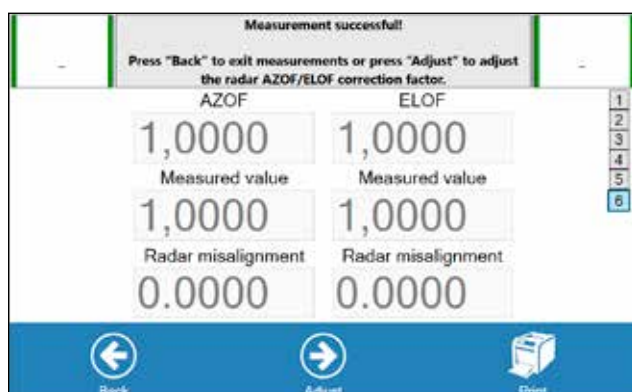 Measurement successful!
Press "Back" to exit measurements or press "Adjust" to adjust
the radar AZOF/ELOF correction factor.
–
–
AZOF
ELOF
1,0000
1,0000
Measured value
Measured value
1,0000
1,0000
Radar misalignment
Radar misalignment
0.0000
0.0000
1
2
3
4
5
6
Back
Adjust
Print